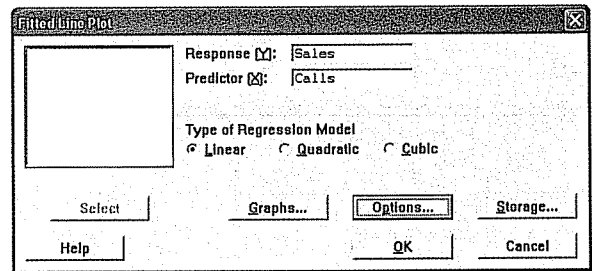 Fitted Line Plot
Response (Y): Sales
Predictor (X): Calls
Type of Regression Model
Linear Quadratic Cubic
Select Graphs... Options... Storage...
Help OK Cancel